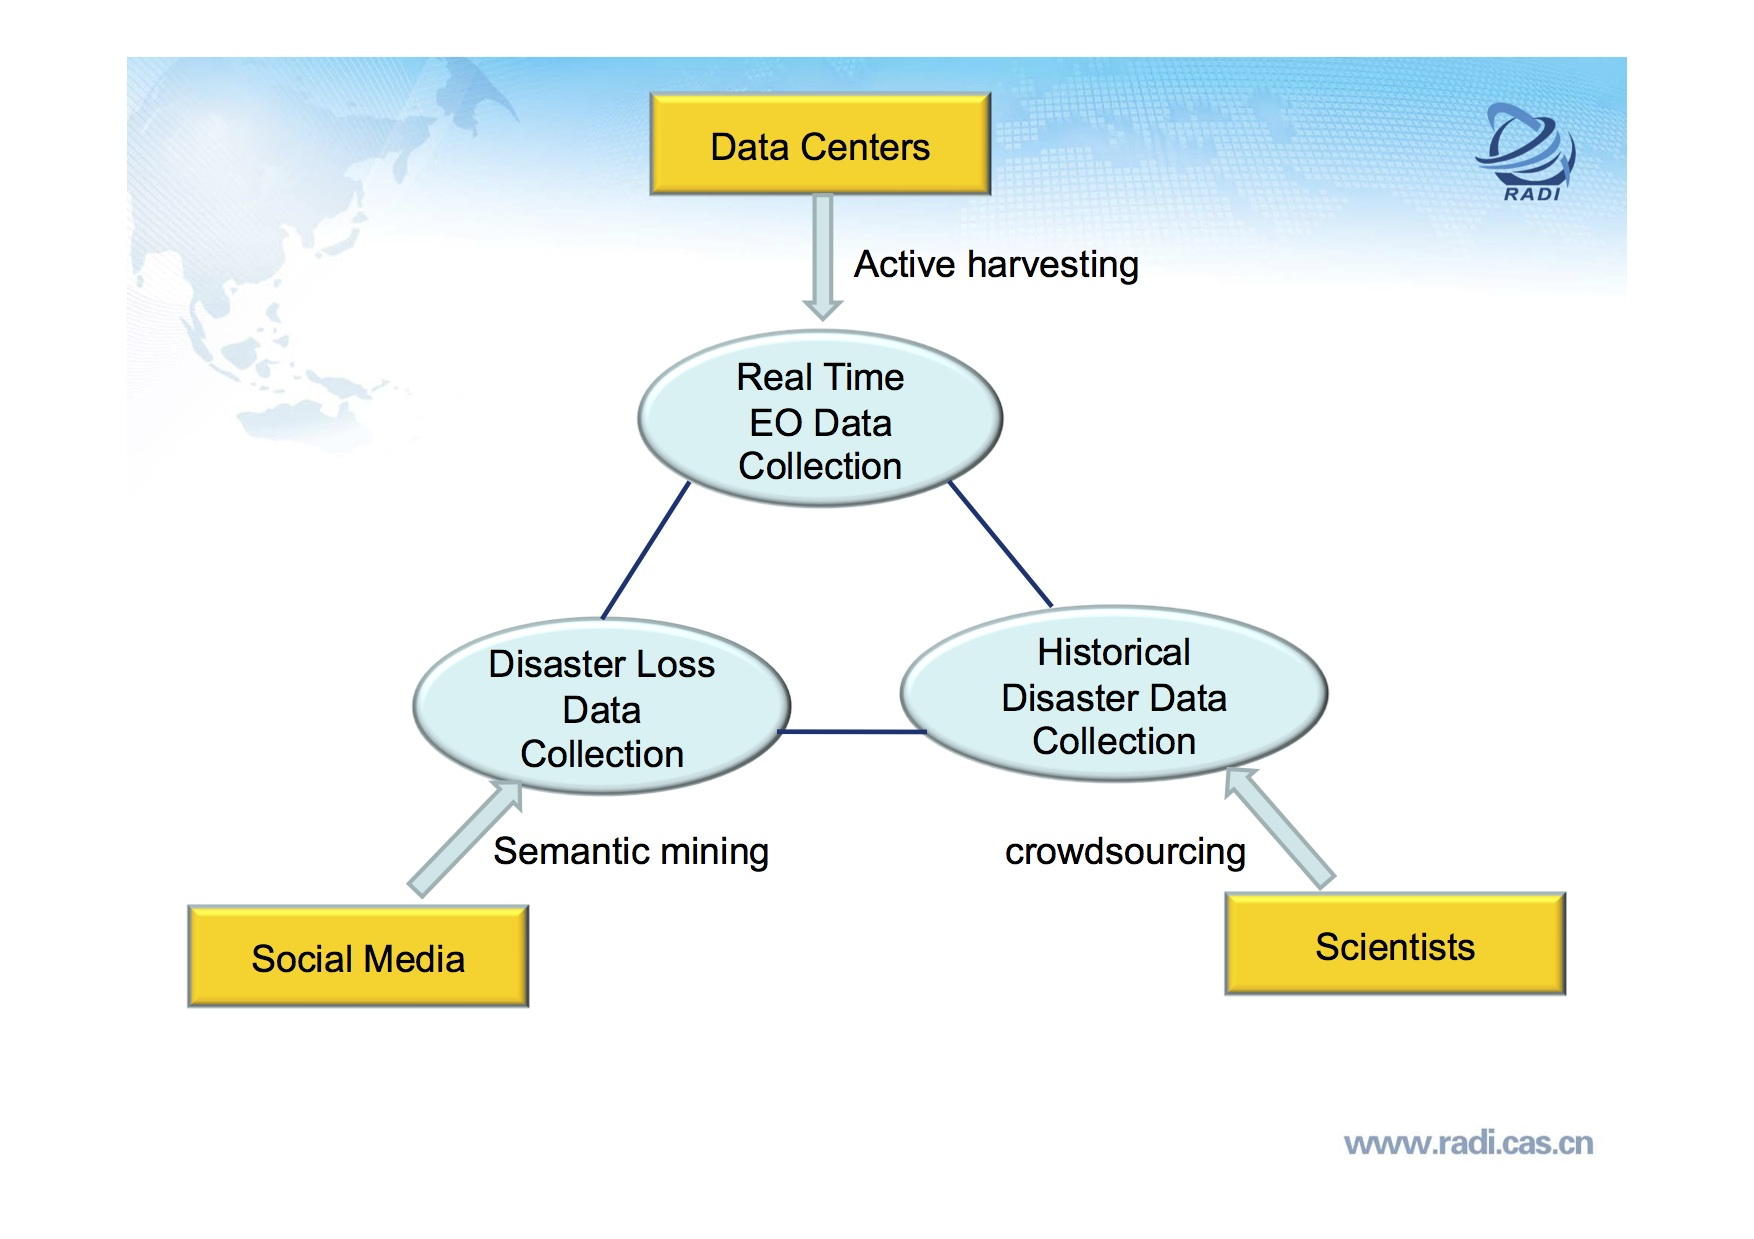 Data Centers
RADI
Active harvesting
Real Time
EO Data
Collection
Disaster Loss
Data
Collection
Historical
Disaster Data
Collection
Semantic mining
crowdsourcing
Social Media
Scientists
www.radi.cas.cn